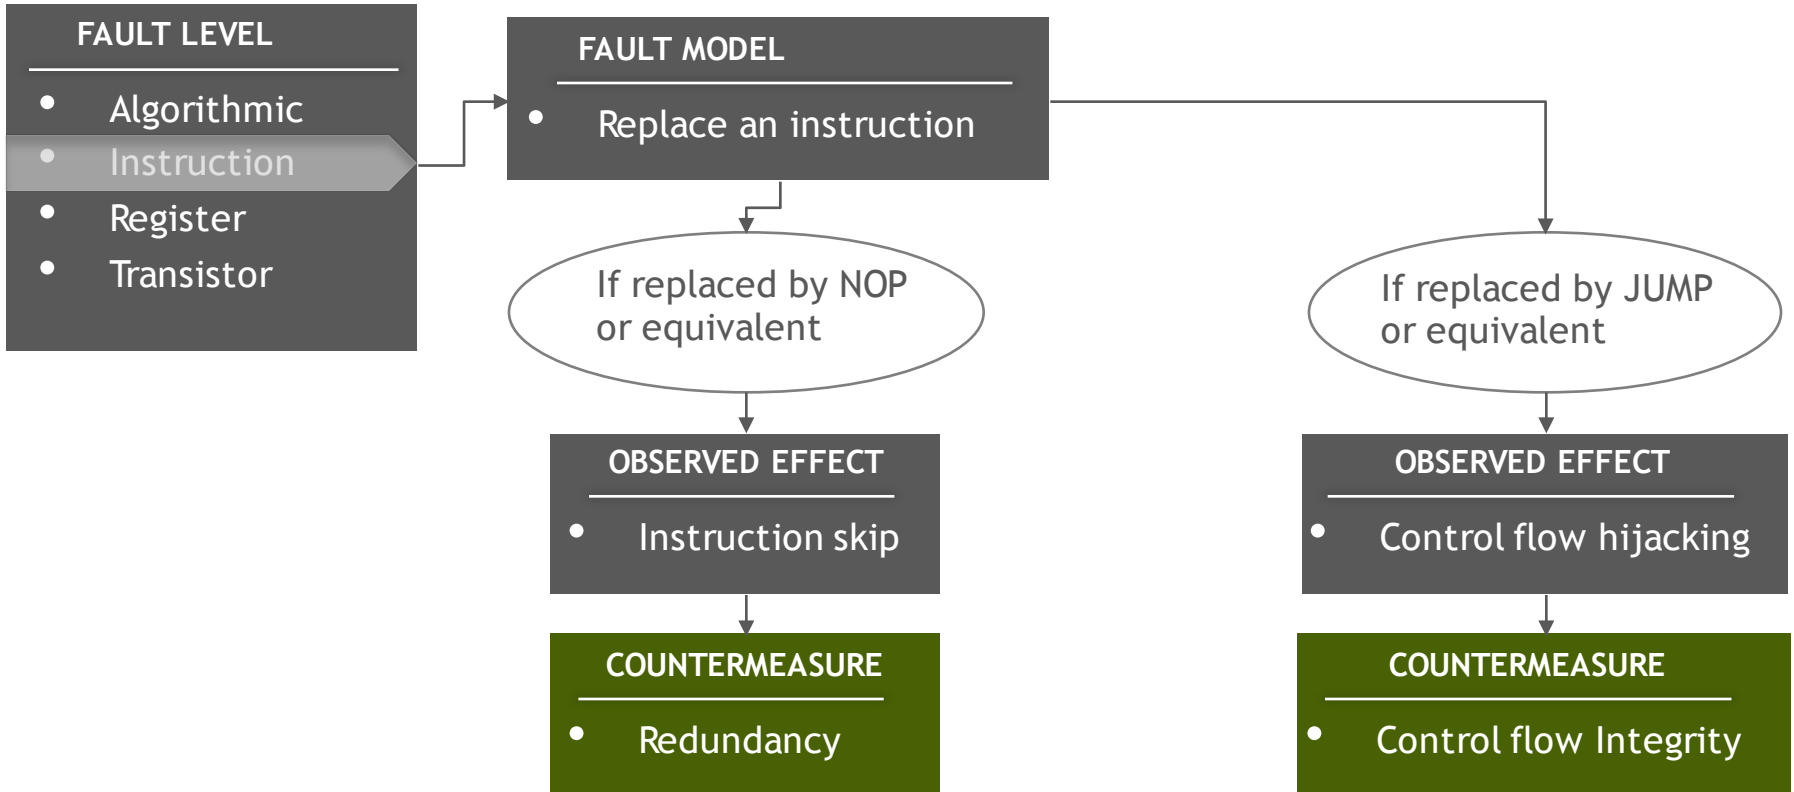 FAULT LEVEL
• Algorithmic
• Instruction
• Register
• Transistor
FAULT MODEL
• Replace an instruction
If replaced by NOP
or equivalent
OBSERVED EFFECT
• Instruction skip
COUNTERMEASURE
• Redundancy
If replaced by JUMP
or equivalent
OBSERVED EFFECT
• Control flow hijacking
COUNTERMEASURE
• Control flow Integrity